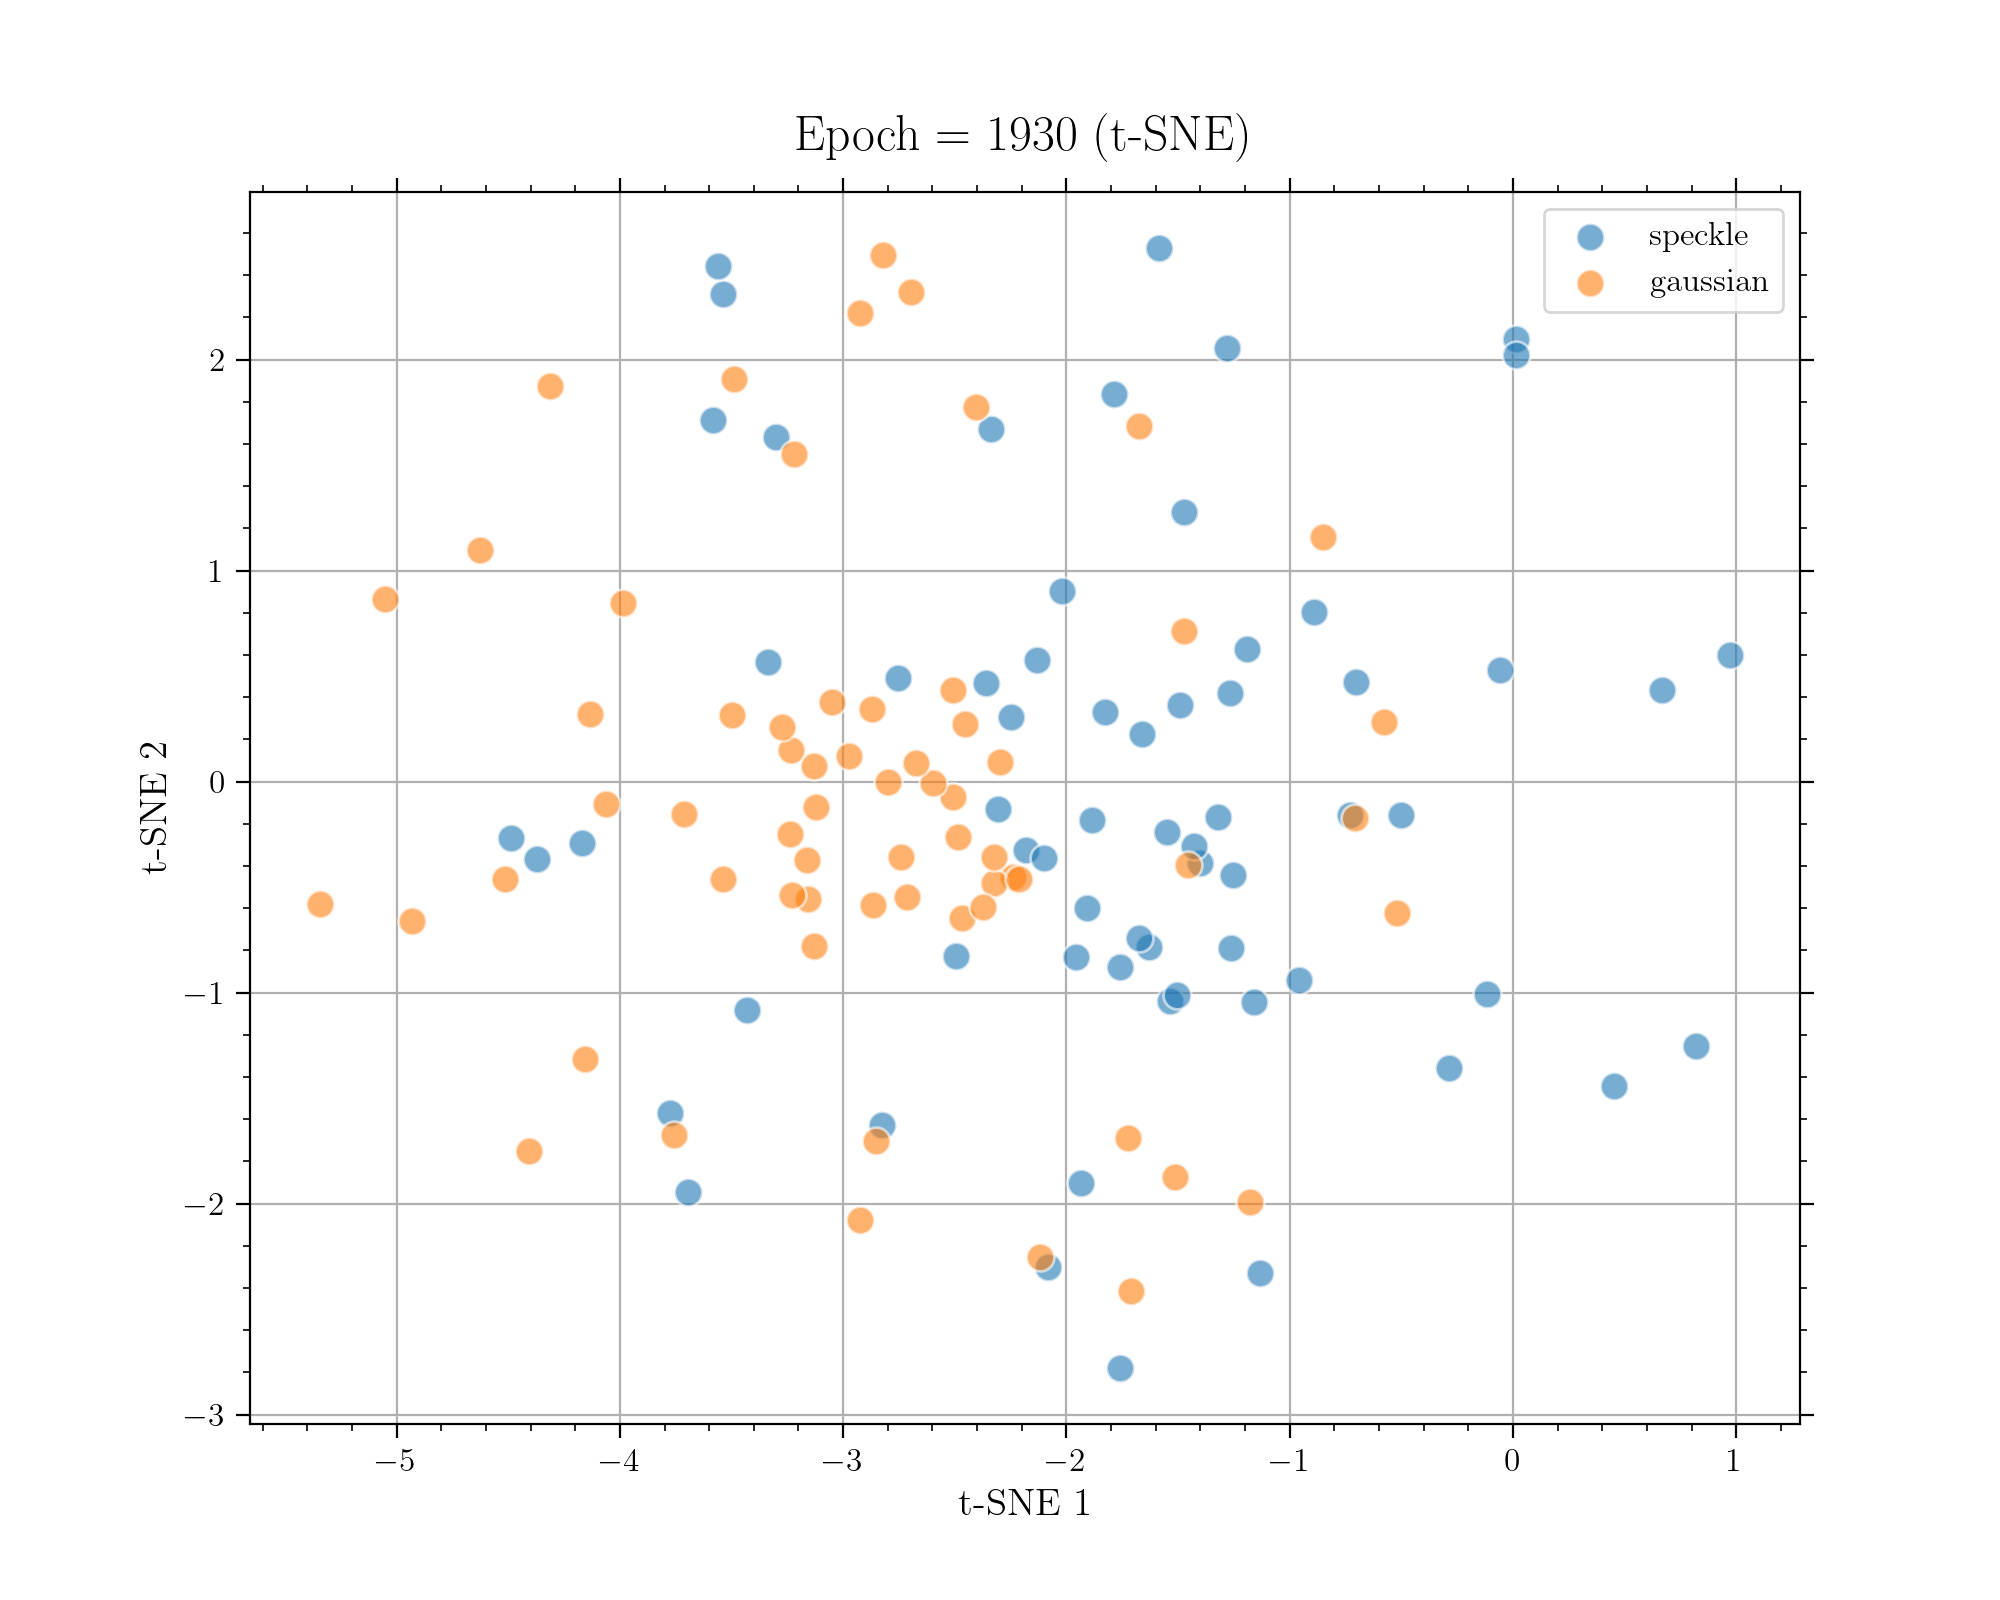 Epoch = 1930 (t-SNE)
speckle
gaussian
t-SNE 2
2
1
0
−1
−2
−3
−5 −4 −3 −2 −1 0 1
t-SNE 1